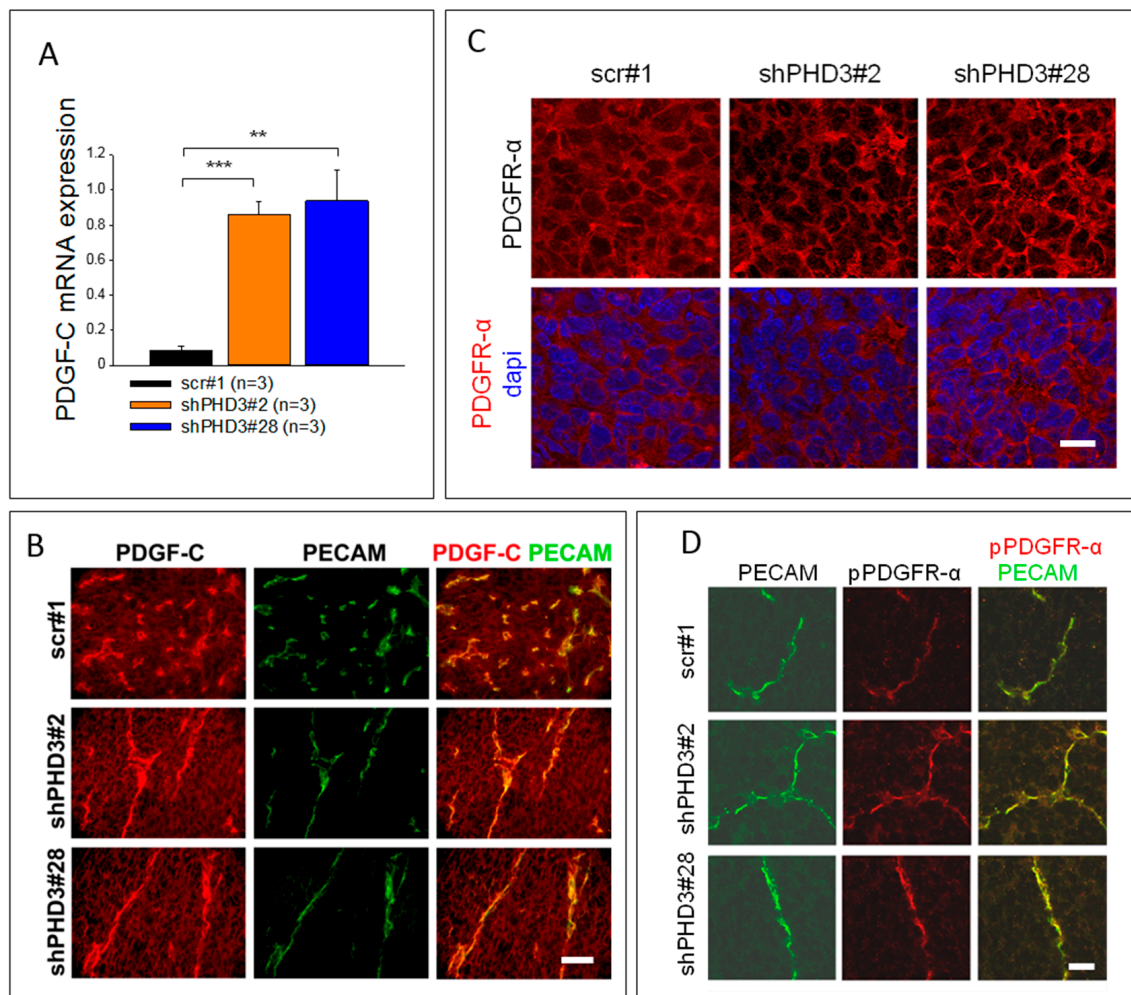 A
PDGF-C mRNA expression
1.2
1.0
0.8
0.6
0.4
0.2
0
**
***
scr#1 (n=3)
shPHD3#2 (n=3)
shPHD3#28 (n=3)
C
scr#1 shPHD3#2 shPHD3#28
PDGFR-α
PDGFR-α
dapi
B
PDGF-C PECAM PDGF-C PECAM
scr#1
shPHD3#2
shPHD3#28
D
PECAM pPDGFR-α pPDGFR-α
PECAM
scr#1
shPHD3#2
shPHD3#28